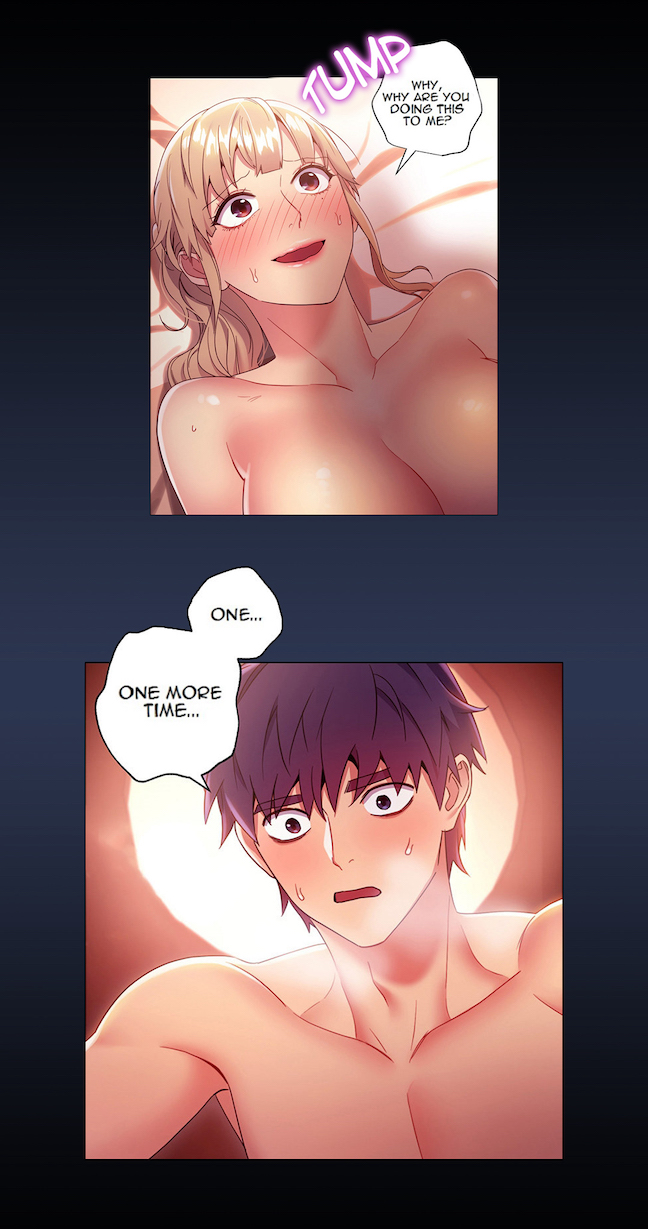 TUMP
WHY,
WHY ARE YOU
DOING THIS
TO ME?
ONE...
ONE MORE
TIME...